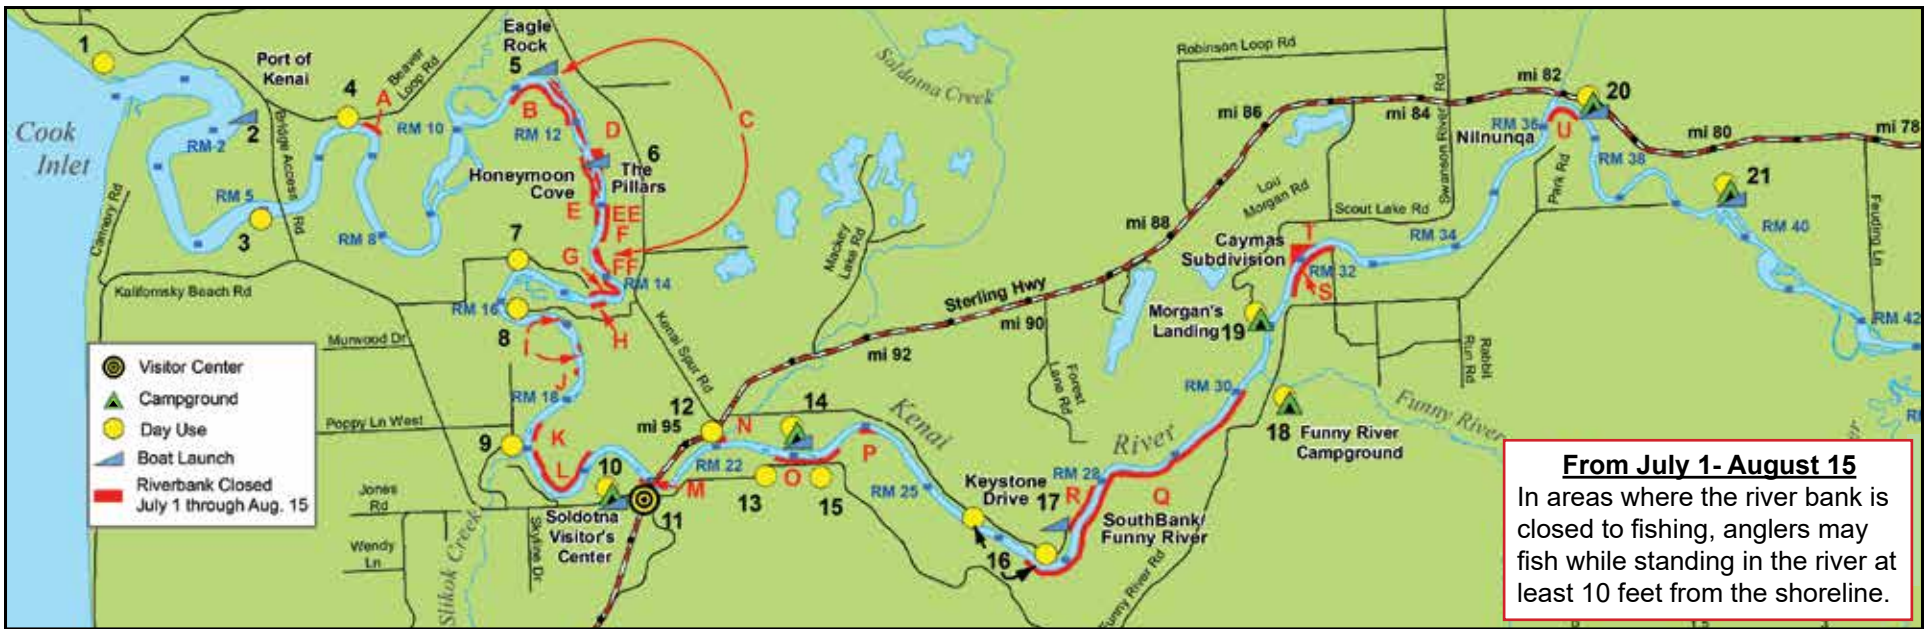 1
Port of
Kenai
4
Beaver
Loop Rd
A
Eagle
Rock
5
B
C
D
RM 10
RM 12
6
The
Pillars
Honeymoon
Cove
E
EE
F
FF
Cook
Inlet
2
RM-2
Bridge Access
Rd
RM 5
3
RM 8
Cannery Rd
Kalifornsky Beach Rd
7
G
RM 14
RM 16
8
H
I
J
Murwood Dr
RM 18
Poppy Ln West
9
K
L
10
Jones
Rd
Wendy
Ln
Slikok Creek
Skyline Dr
Soldotna
Visitor's
Center
11
M
Visitor Center
Campground
Day Use
Boat Launch
Riverbank Closed
July 1 through Aug. 15
Soldotna
Creek
Mackey
Lake Rd
Kenai Spur Rd
12
mi 95
N
RM 22
13
14
O
15
P
Kenai
River
RM 25
Keystone
Drive
16
17
RM 28
R
Q
SouthBank/
Funny River
Funny River Rd
Sterling Hwy
mi 92
mi 90
mi 88
mi 86
mi 84
mi 82
mi 80
mi 78
Forest
Lane Rd
Robinson Loop Rd
Swanson River Rd
Lou
Morgan Rd
Scout Lake Rd
Caymas
Subdivision
T
RM 32
S
Morgan's
Landing
19
RM 30
18
Funny River
Campground
Funny River
Rabbit
Run Rd
RM 34
RM 36
Nilnunqa
U
20
RM 38
Park Rd
21
RM 40
Feuding Ln
RM 42
From July 1- August 15
In areas where the river bank is
closed to fishing, anglers may
fish while standing in the river at
least 10 feet from the shoreline.